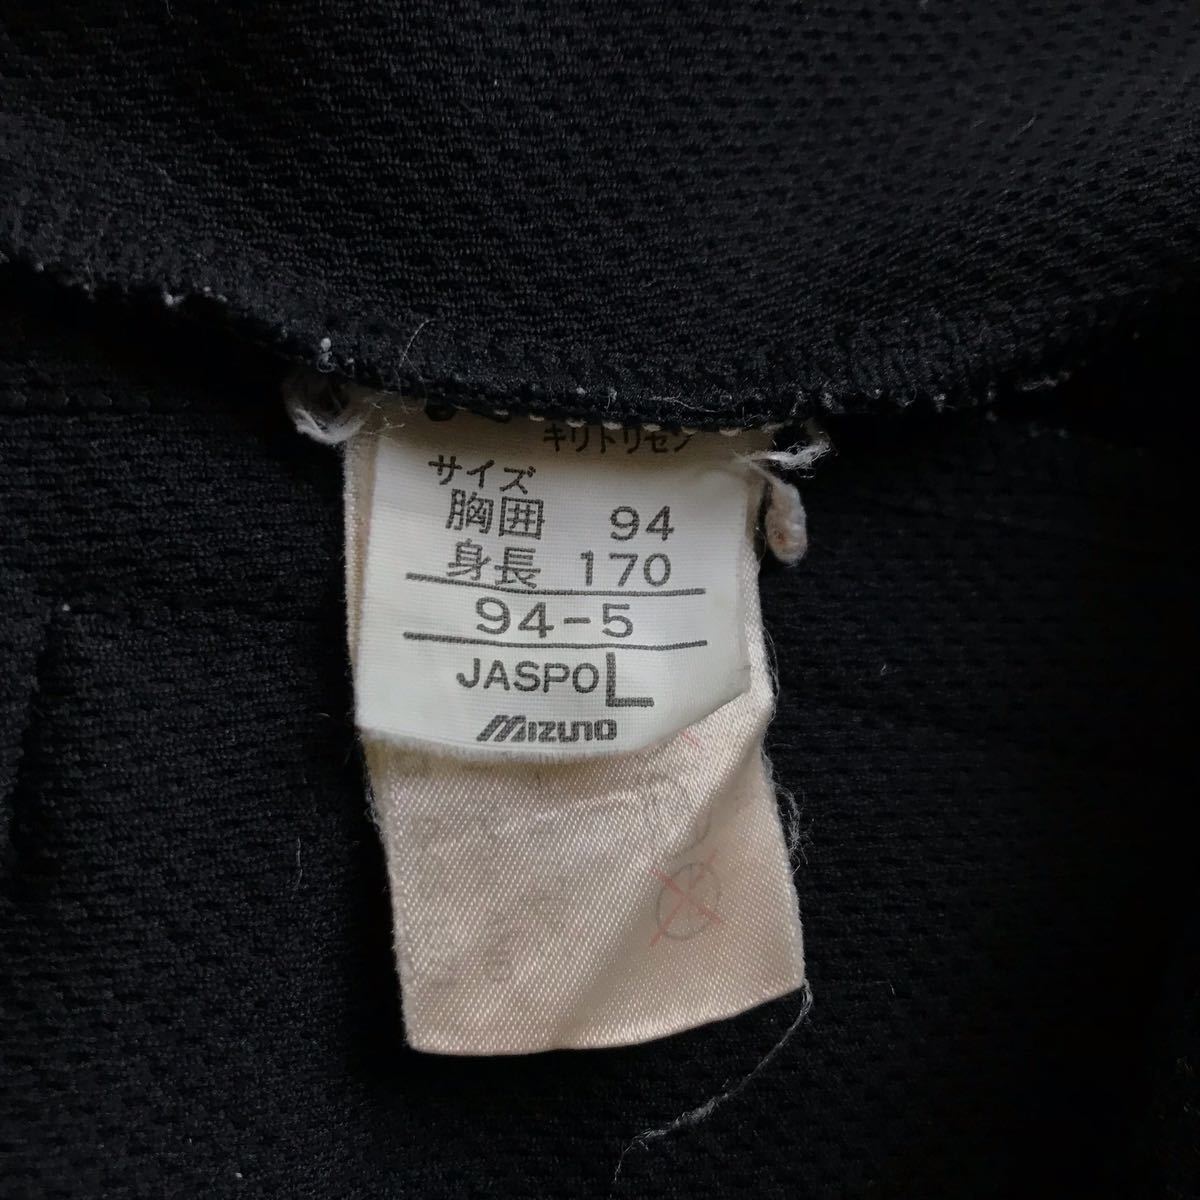 キリトリセン
サイズ
胸囲 94
身長 170
94-5
JASPO L
MIZUNO